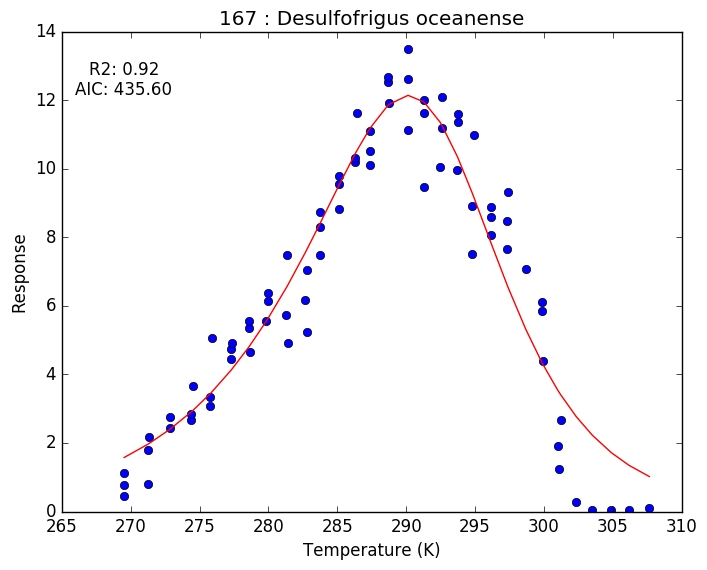 167 : Desulfofrigus oceanense
R2: 0.92
AIC: 435.60
Response
14
12
10
8
6
4
2
0
265 270 275 280 285 290 295 300 305 310
Temperature (K)